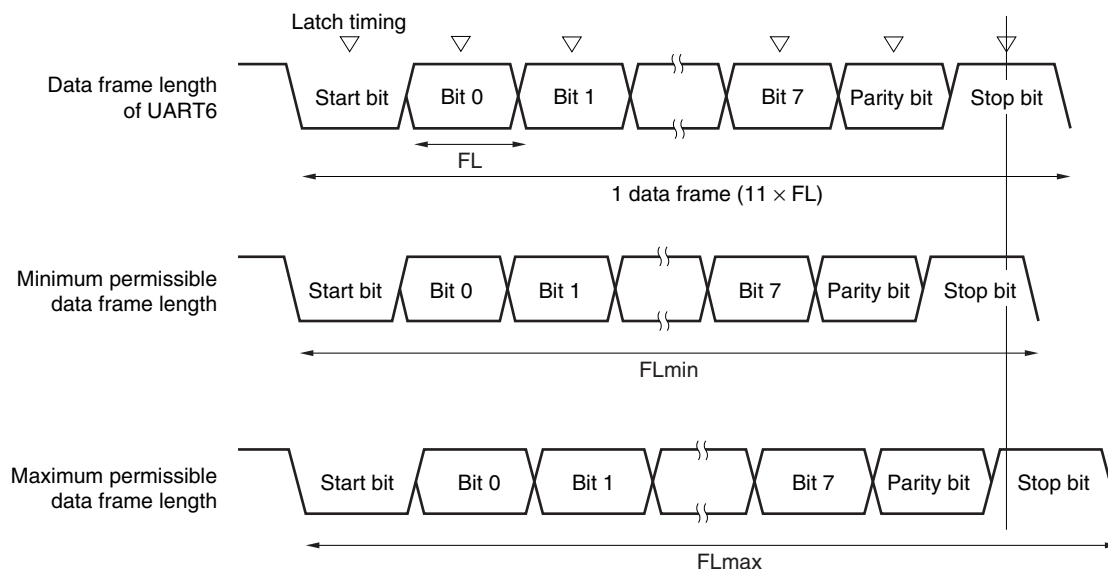 Latch timing
Data frame length
of UART6
Start bit
Bit 0
Bit 1
Bit 7
Parity bit
Stop bit
FL
1 data frame (11 × FL)
Minimum permissible
data frame length
Start bit
Bit 0
Bit 1
Bit 7
Parity bit
Stop bit
FLmin
Maximum permissible
data frame length
Start bit
Bit 0
Bit 1
Bit 7
Parity bit
Stop bit
FLmax